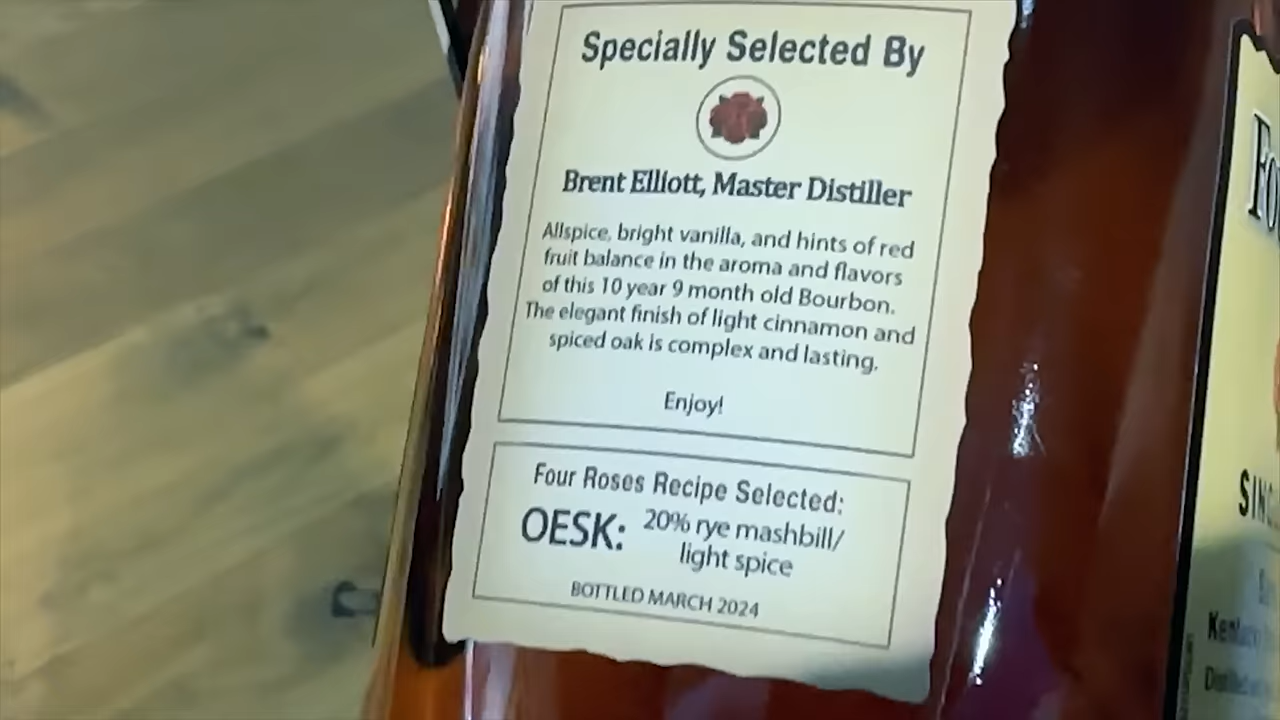 Specially Selected By
Brent Elliott, Master Distiller
Allspice, bright vanilla, and hints of red
fruit balance in the aroma and flavors
of this 10 year 9 month old Bourbon.
The elegant finish of light cinnamon and
spiced oak is complex and lasting.
Enjoy!
Four Roses Recipe Selected:
OESK: 20% rye mashbill/
light spice
BOTTLED MARCH 2024